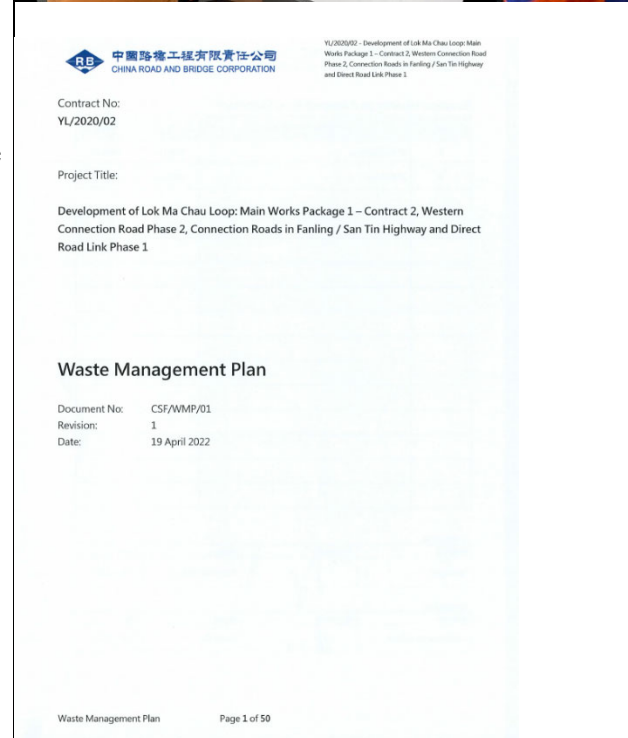 RB
中國路橋工程有限責任公司
CHINA ROAD AND BRIDGE CORPORATION
YL/2020/02 – Development of Lok Ma Chau Loop: Main
Works Package 1 – Contract 2, Western Connection Road
Phase 2, Connection Roads in Fanling / San Tin Highway
and Direct Road Link Phase 1
Contract No:
YL/2020/02
Project Title:
Development of Lok Ma Chau Loop: Main Works Package 1 – Contract 2, Western
Connection Road Phase 2, Connection Roads in Fanling / San Tin Highway and Direct
Road Link Phase 1
Waste Management Plan
Document No: CSF/WMP/01
Revision: 1
Date: 19 April 2022
Waste Management Plan Page 1 of 50